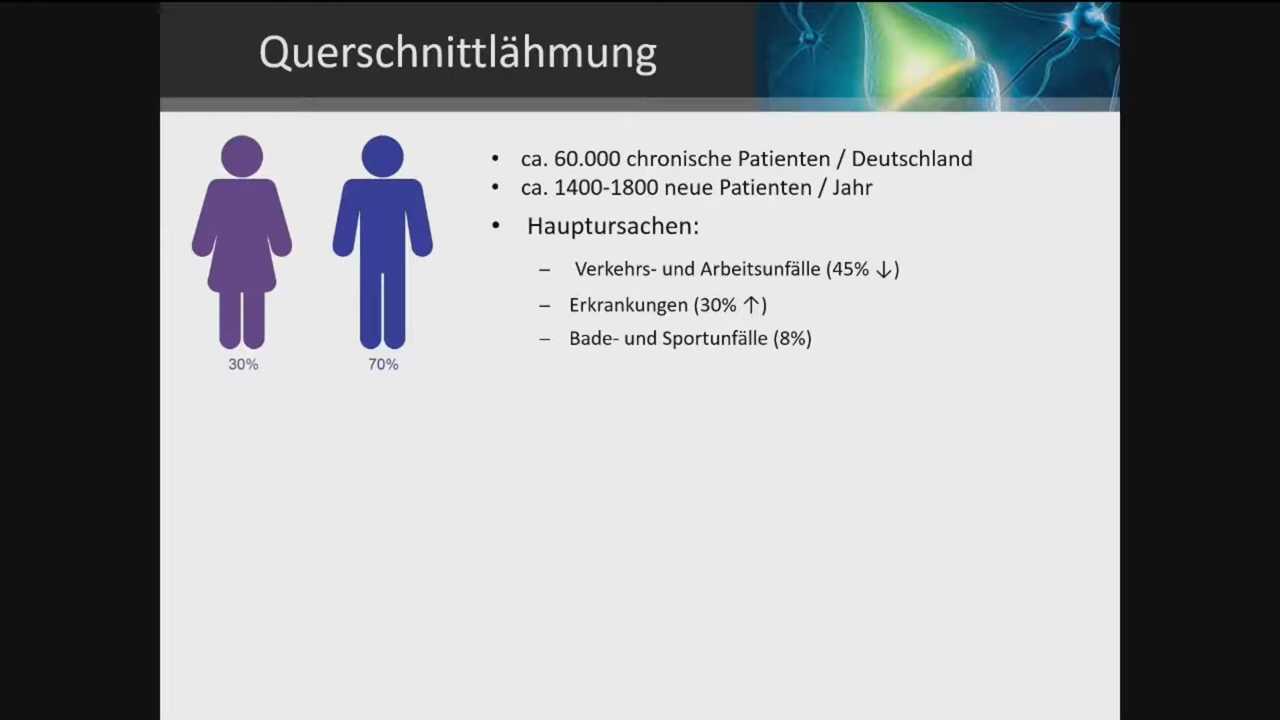 Querschnittlähmung
30%
70%
• ca. 60.000 chronische Patienten / Deutschland
• ca. 1400-1800 neue Patienten / Jahr
• Hauptursachen:
– Verkehrs- und Arbeitsunfälle (45% ↓)
– Erkrankungen (30% ↑)
– Bade- und Sportunfälle (8%)